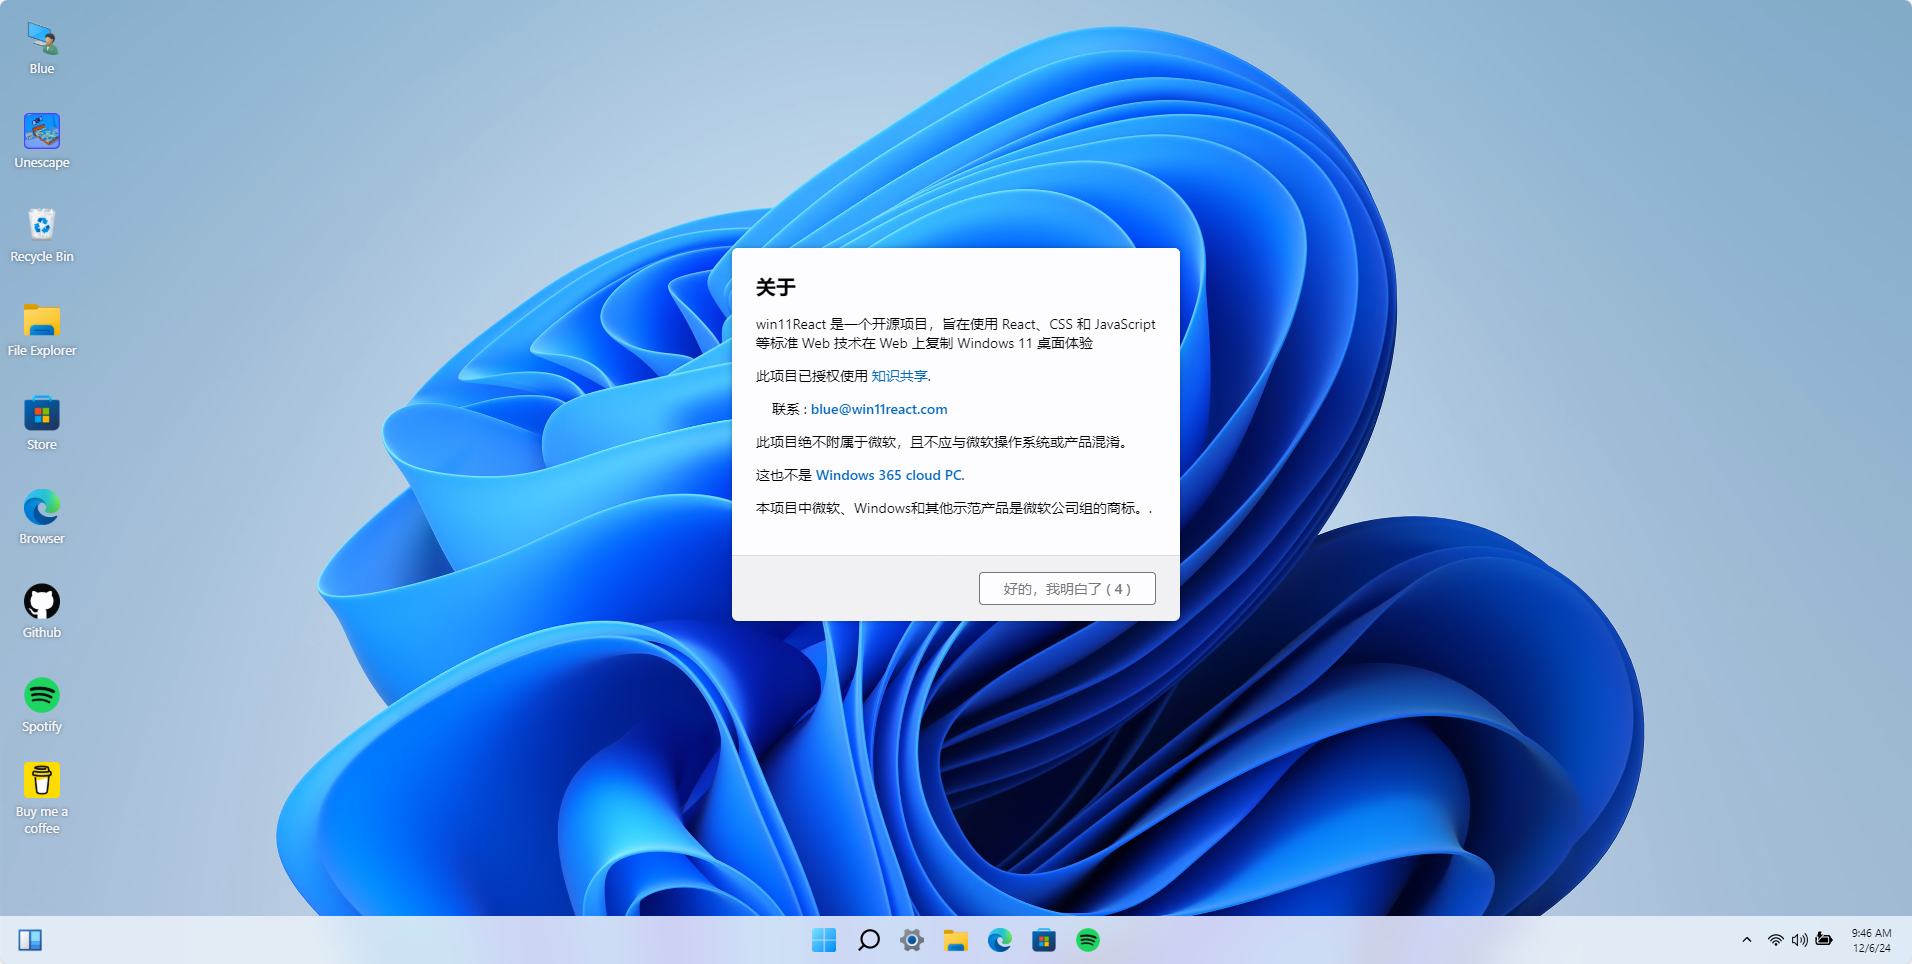 Blue
Unescape
Recycle Bin
File Explorer
Store
Browser
Github
Spotify
Buy me a
coffee
关于
win11React 是一个开源项目，旨在使用 React、CSS 和 JavaScript
等标准 Web 技术在 Web 上复制 Windows 11 桌面体验
此项目已授权使用 知识共享.
联系 : blue@win11react.com
此项目绝不附属于微软，且不应与微软操作系统或产品混淆。
这也不是 Windows 365 cloud PC.
本项目中微软、Windows和其他示范产品是微软公司组的商标。.
好的，我明白了 ( 4 )
9:46 AM
12/6/24